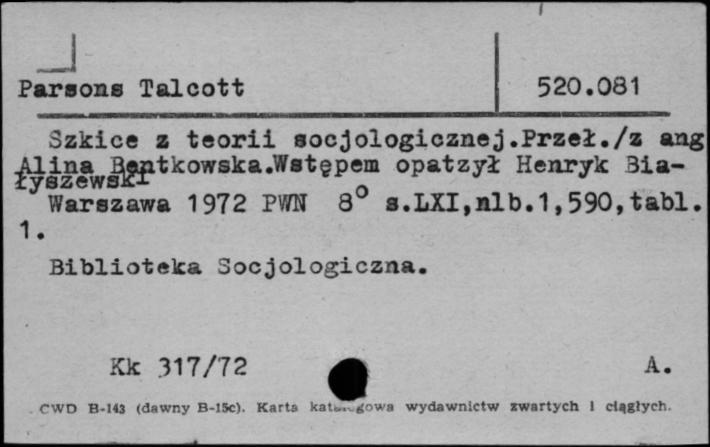 Parsons Talcott 520.081
Szkice z teorii socjologicznej.Przeł./z ang
Alina Bentkowska.Wstępem opatzył Henryk Bia-
łyszewski
Warszawa 1972 PWN 8° s.LXI,nlb.1,590,tabl.
1.
Biblioteka Socjologiczna.
Kk 317/72 A.
CWD B-143 (dawny B-15c). Karta katalogowa wydawnictw zwartych i ciągłych.